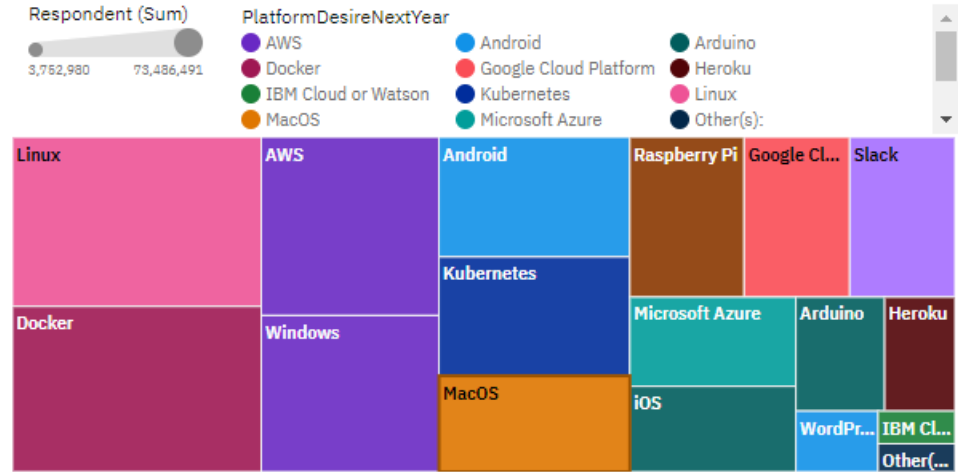 Respondent (Sum)
3,752,980 73,486,491
PlatformDesireNextYear
AWS Android Arduino
Docker Google Cloud Platform Heroku
IBM Cloud or Watson Kubernetes Linux
MacOS Microsoft Azure Other(s):
Linux AWS Android Raspberry Pi Google Cl... Slack
Kubernetes
Docker Windows Microsoft Azure Arduino Heroku
MacOS iOS
WordPr... IBM Cl...
Other(...